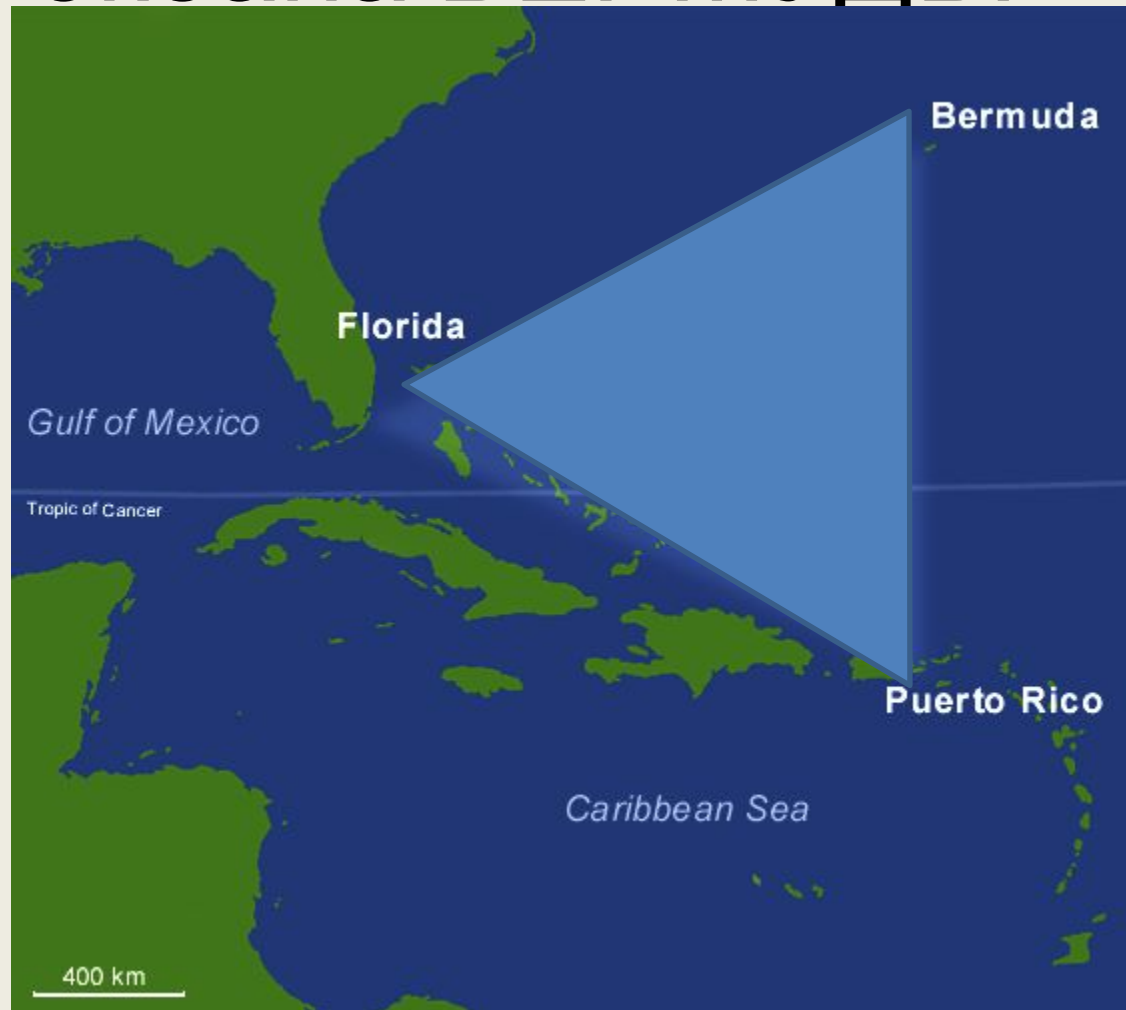 Bermuda
Florida
Gulf of Mexico
Tropic of Cancer
Puerto Rico
Caribbean Sea
400 km